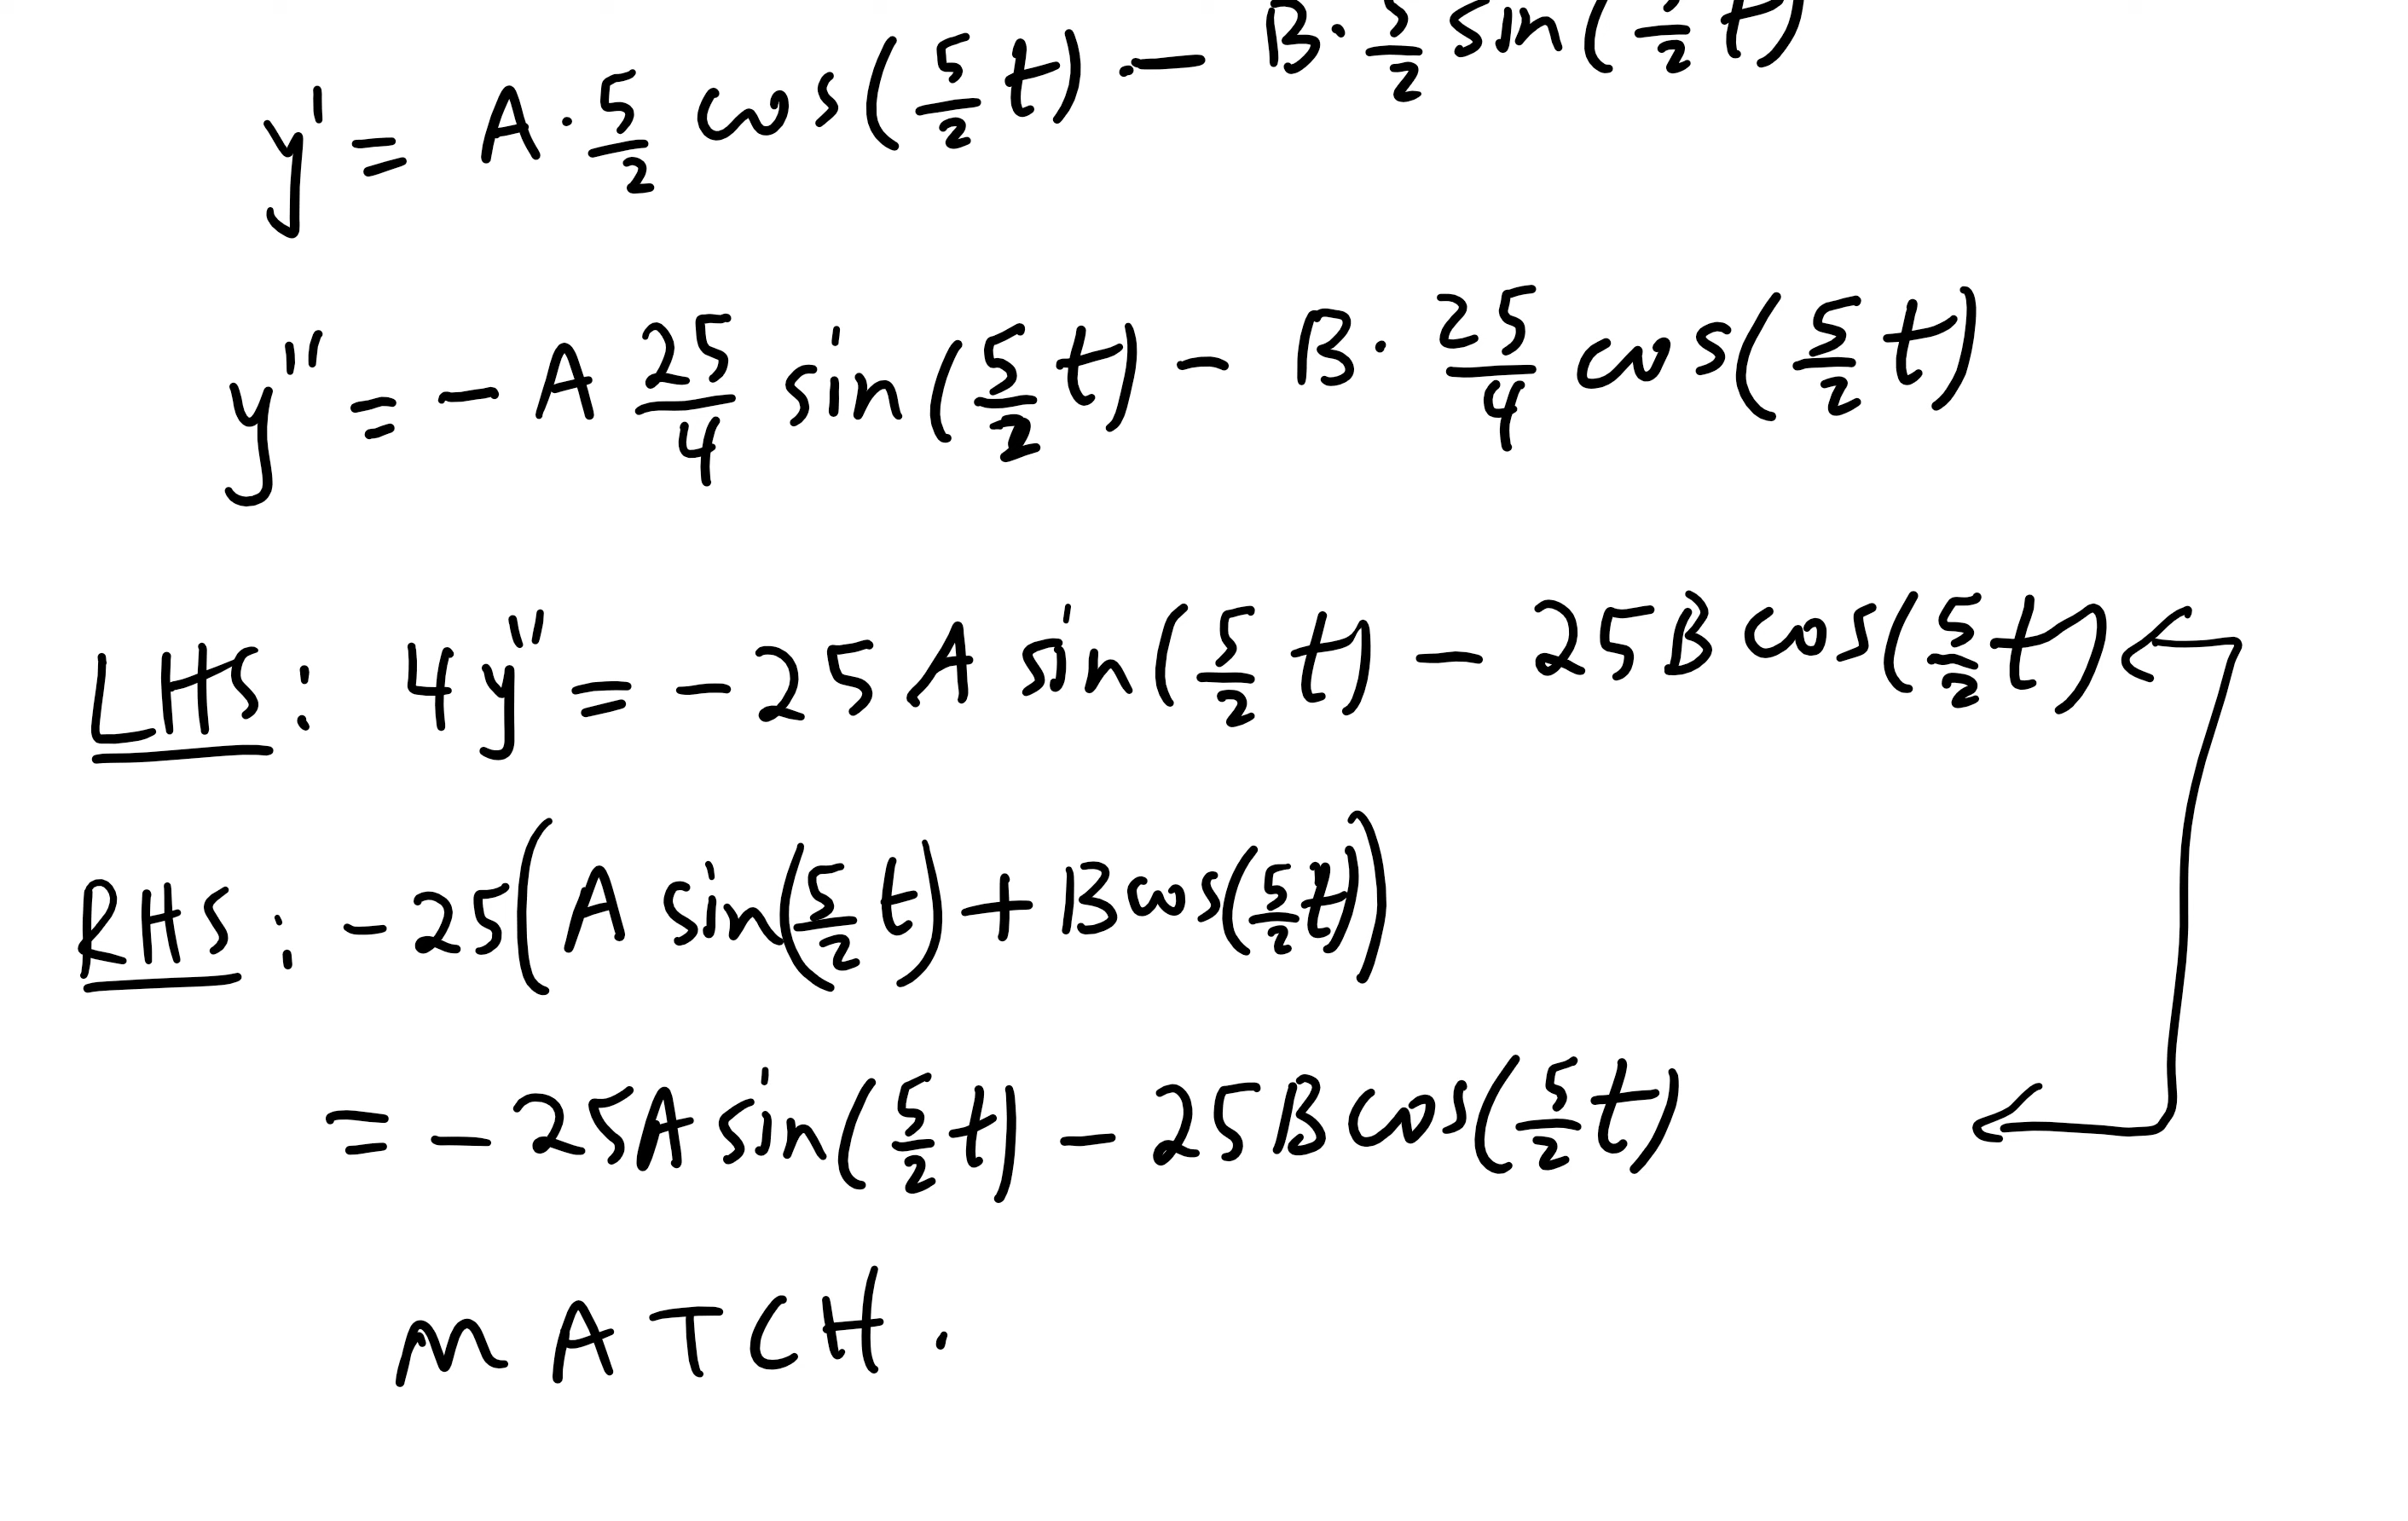 y' = A · 5/2 cos(5/2 t) - B · 5/2 sin(5/2 t)
y'' = - A 25/4 sin(5/2 t) - B · 25/4 cos(5/2 t)
LHS : 4y'' = - 25 A sin(5/2 t) - 25B cos(5/2 t)
RHS : -25(A sin(5/2 t) + B cos(5/2 t))
= - 25A sin(5/2 t) - 25B cos(5/2 t)
MATCH.